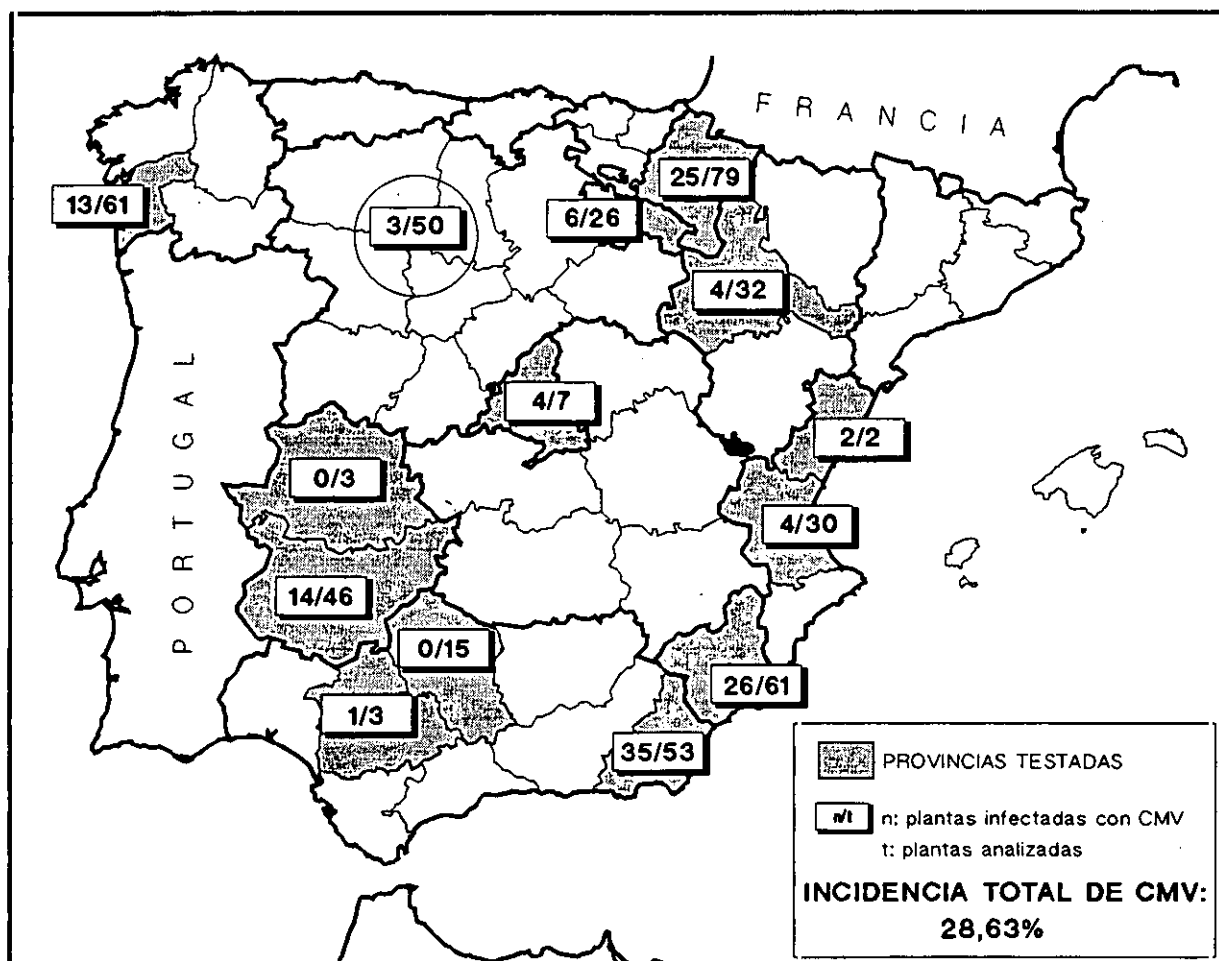 FRANCIA
25/79
13/61
6/26
3/50
4/32
PORTUGAL
4/7
2/2
0/3
4/30
14/46
0/15
26/61
1/3
35/53
PROVINCIAS TESTADAS
n/t n: plantas infectadas con CMV
t: plantas analizadas
INCIDENCIA TOTAL DE CMV:
28,63%